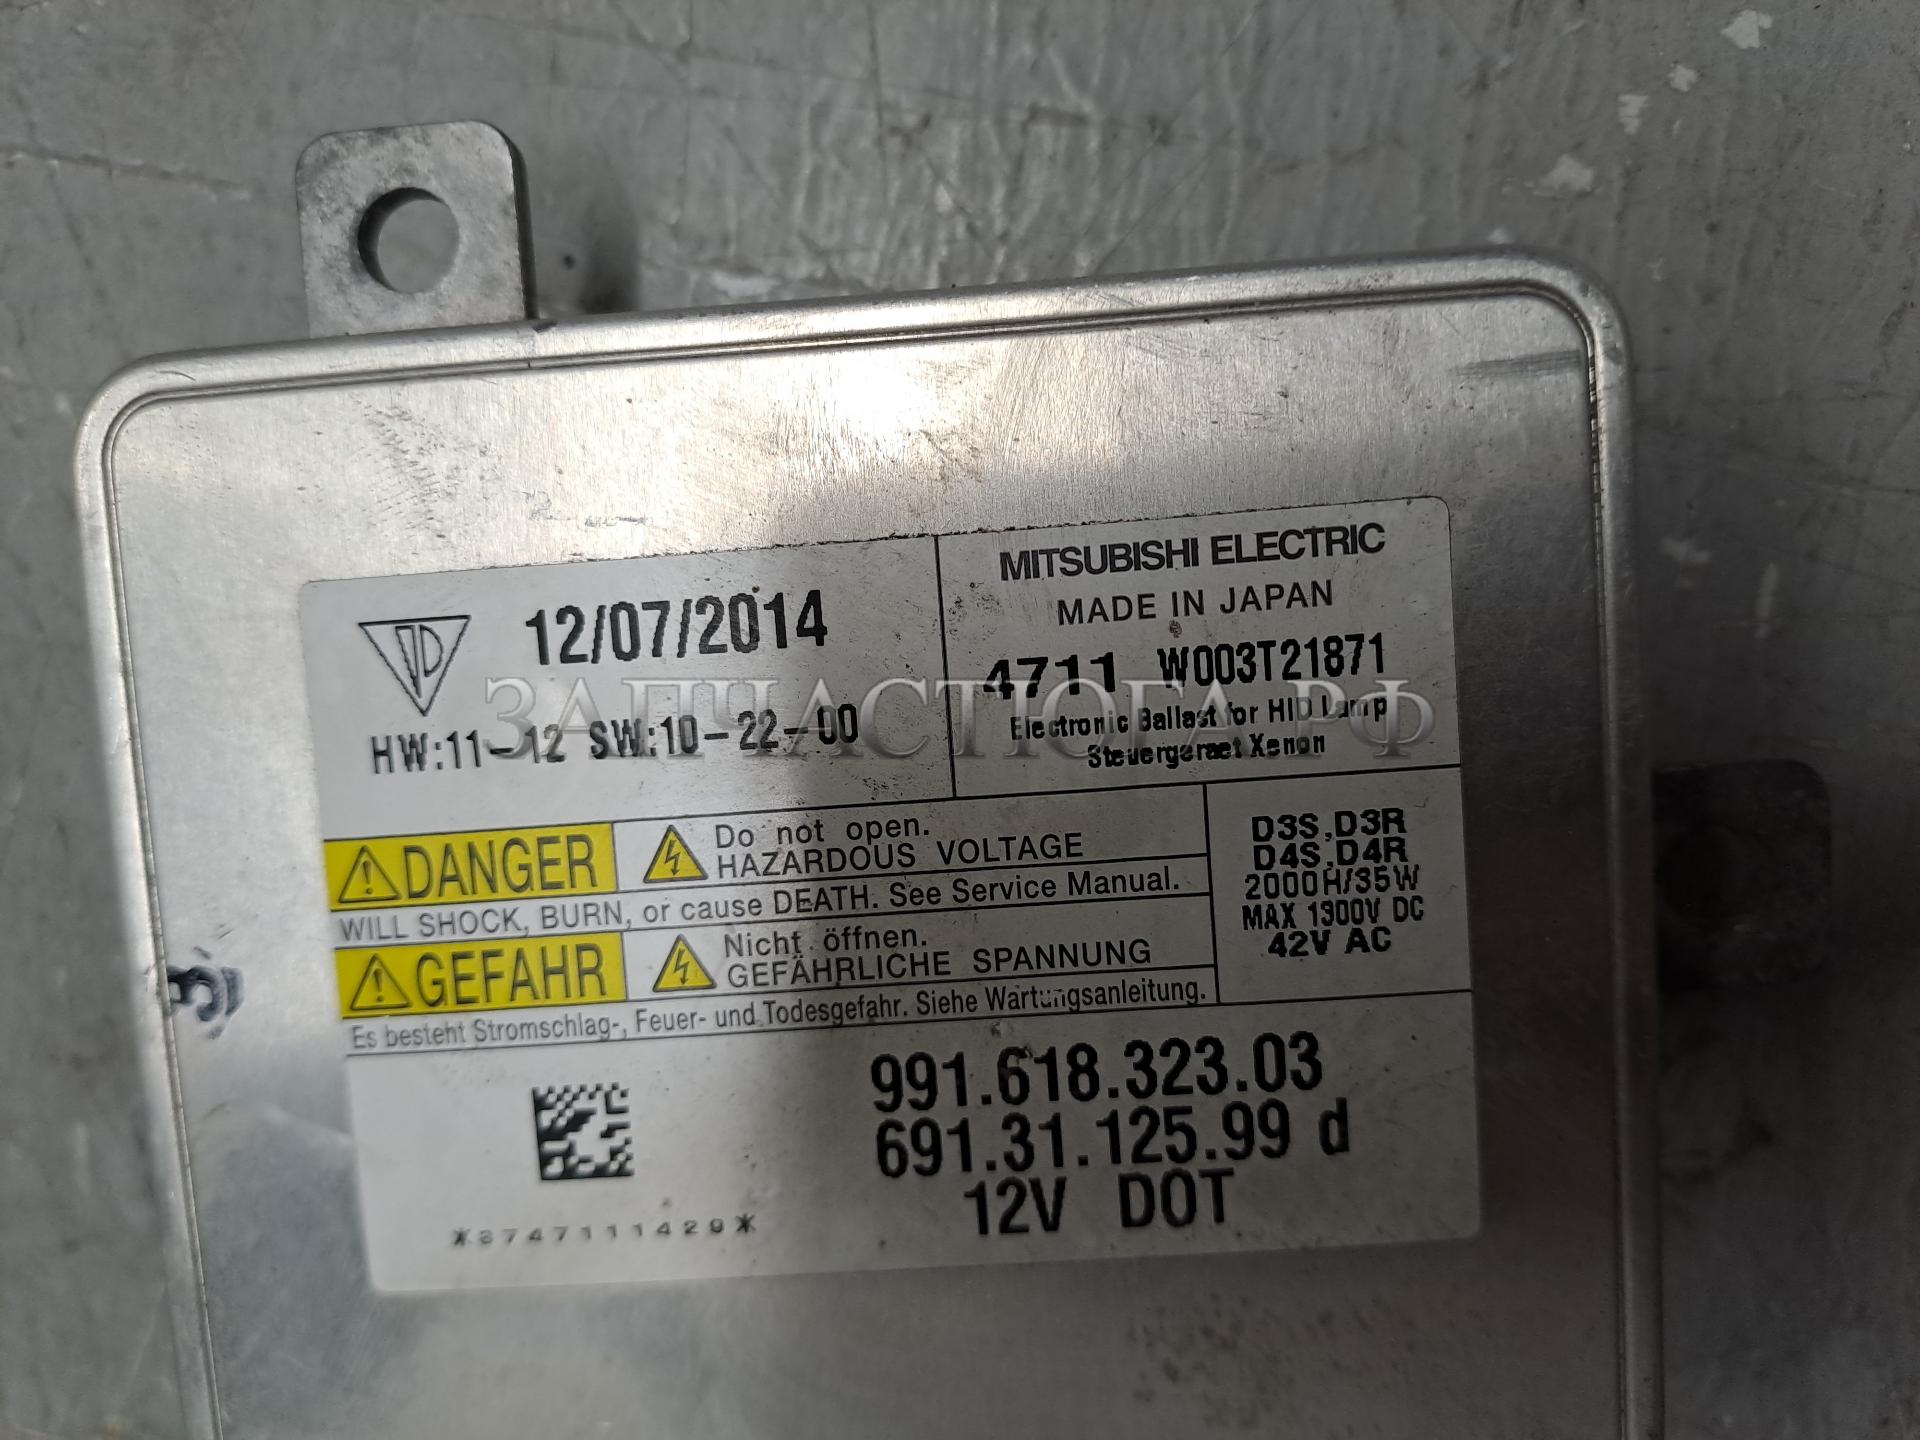 12/07/2014
HW:11-12 SW:10-22-00
MITSUBISHI ELECTRIC
MADE IN JAPAN
4711 W003T21871
Electronic Ballast for HID Lamp
Steuergeraet Xenon
ЗАПЧАСТЮГА.РФ
DANGER
Do not open.
HAZARDOUS VOLTAGE
WILL SHOCK, BURN, or cause DEATH. See Service Manual.
GEFAHR
Nicht öffnen.
GEFÄHRLICHE SPANNUNG
Es besteht Stromschlag-, Feuer- und Todesgefahr. Siehe Wartungsanleitung.
D3S,D3R
D4S,D4R
2000H/35W
MAX 1300V DC
42V AC
991.618.323.03
691.31.125.99 d
12V DOT
*3747111429*